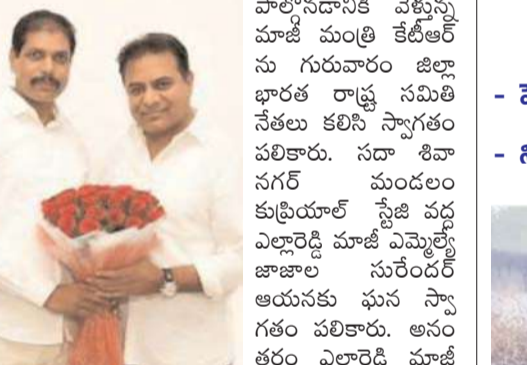 పాల్గొనడానికి వెళ్తున్న
మాజీ మంత్రి కేటీఆర్
ను గురువారం జిల్లా
భారత రాష్ట్ర సమితి
నేతలు కలిసి స్వాగతం
పలికారు. సదా శివా
నగర్ మండలం
కుప్రియాల్ స్టేజి వద్ద
ఎల్లారెడ్డి మాజీ ఎమ్మెల్యే
జాజాల సురేందర్
ఆయనకు ఘన స్వా
గతం పలికారు. అనం
తరం ఎల్లారెడ్డి మాజీ
-
-